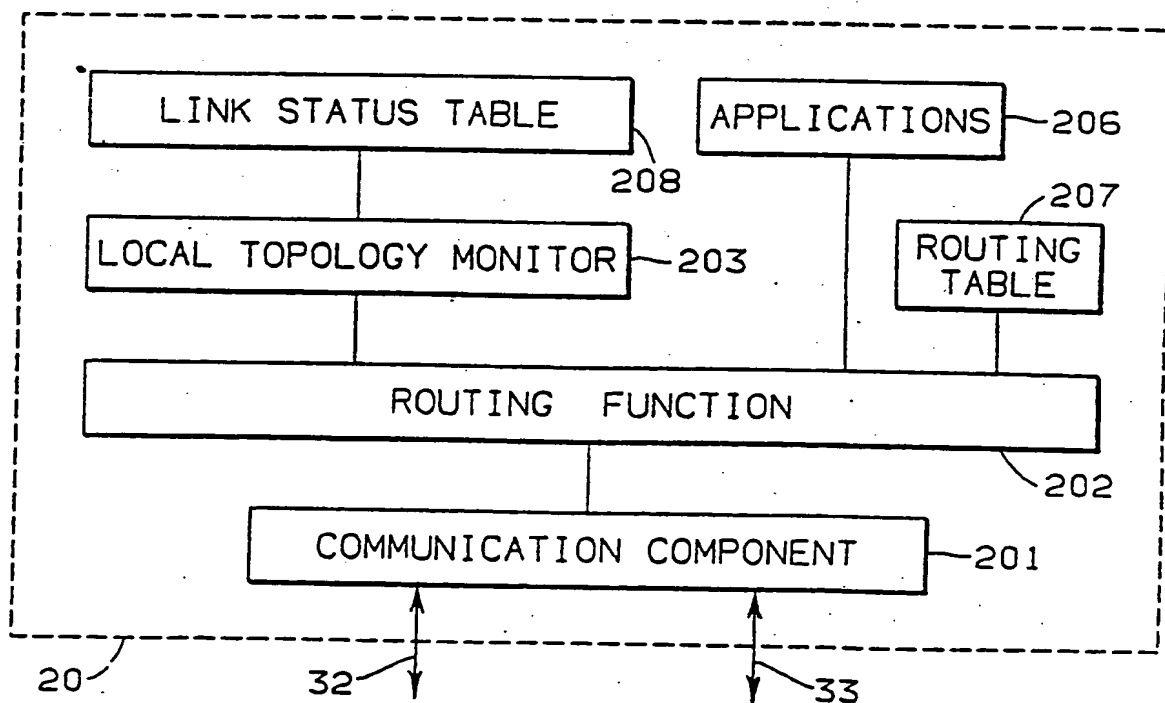 LINK STATUS TABLE
208
APPLICATIONS
206
207
LOCAL TOPOLOGY MONITOR
203
ROUTING
TABLE
ROUTING FUNCTION
202
COMMUNICATION COMPONENT
201
20
32
33